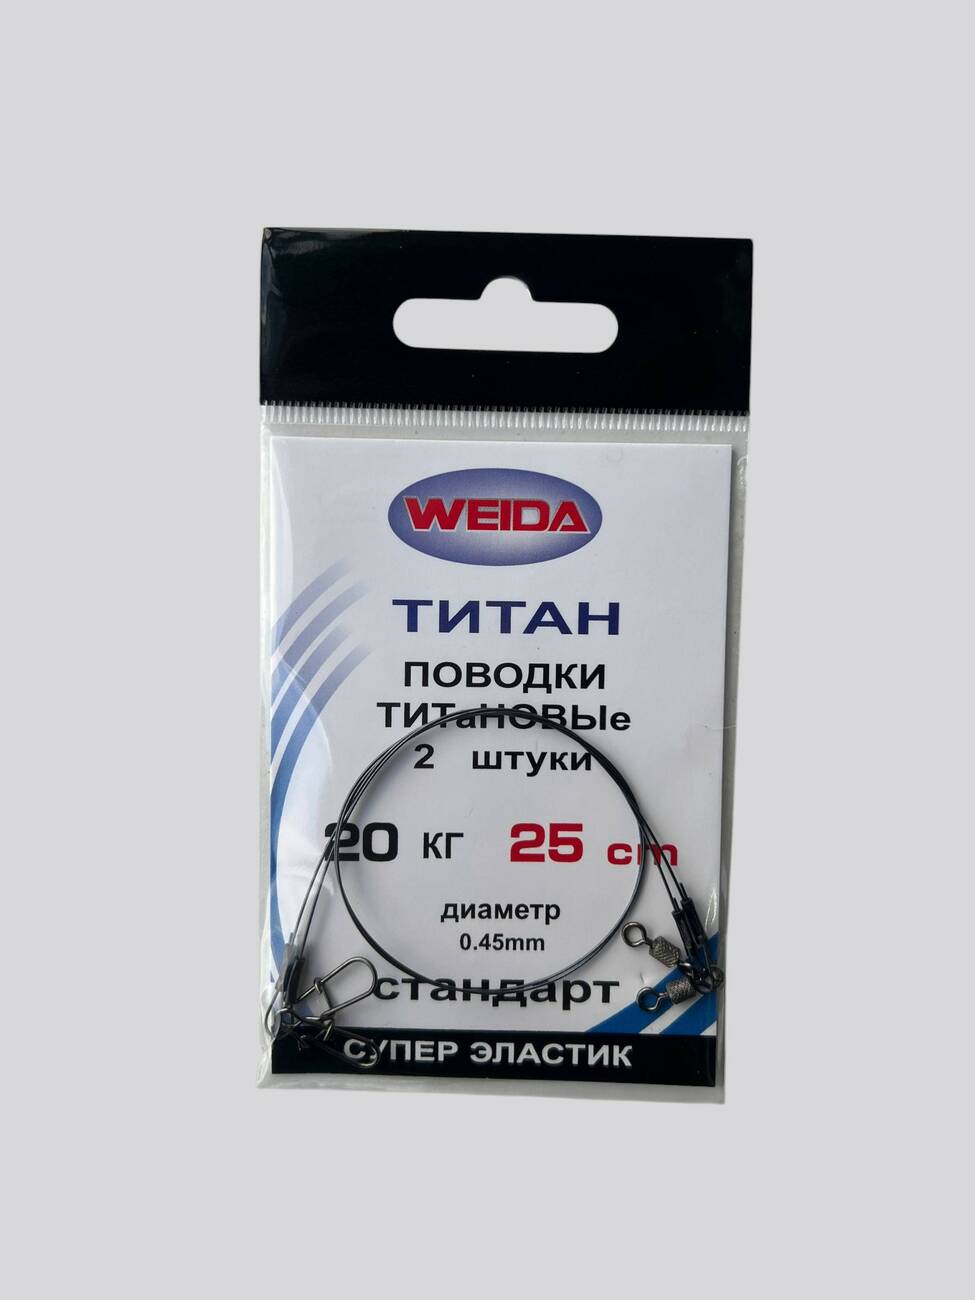 WEIDA
ТИТАН
ПОВОДКИ
ТИТаНОВЫе
2 штуки
20 кг 25 cm
диаметр
0.45mm
стандарт
СУПЕР ЭЛАСТИК